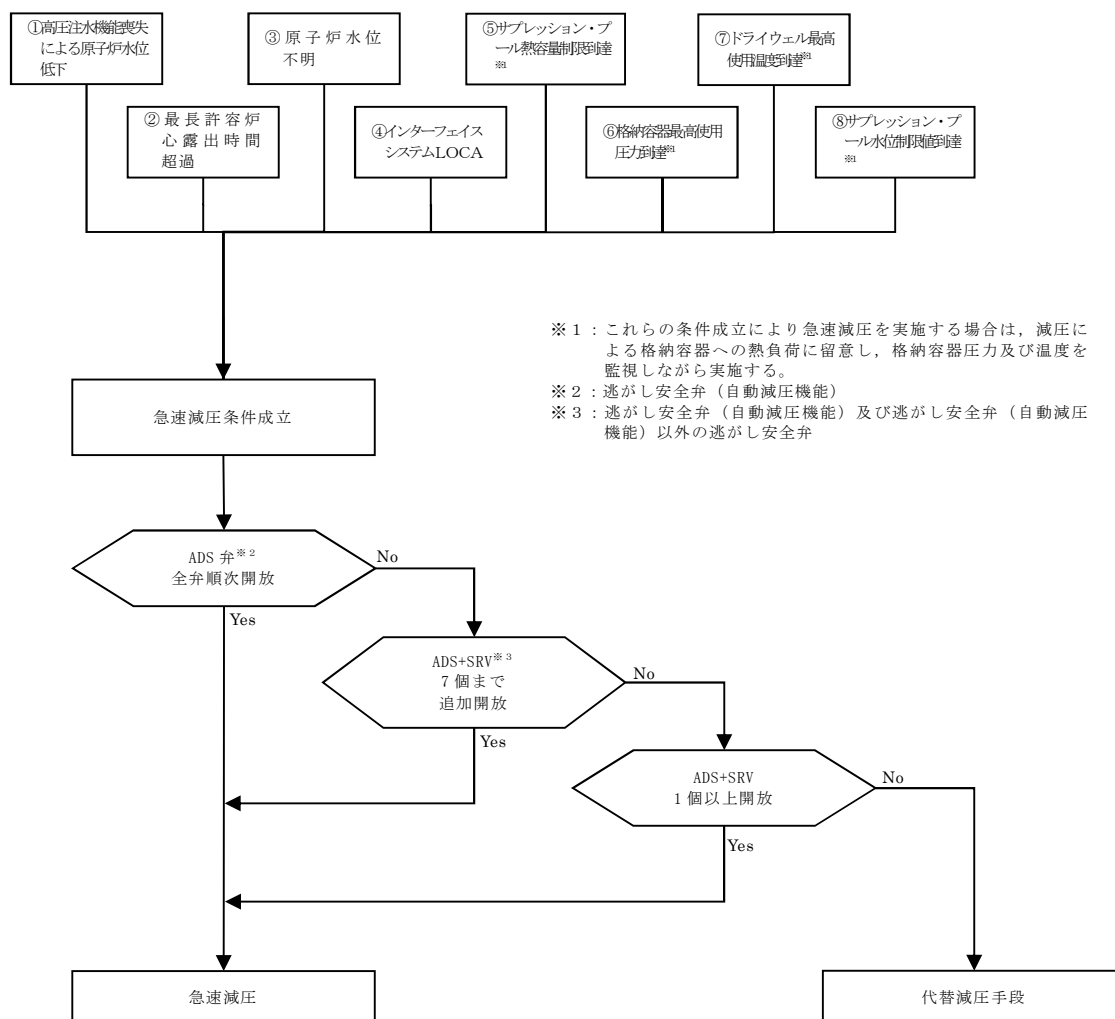 ①高圧注水機能喪失
による原子炉水位
低下
②最長許容炉
心露出時間
超過
③原子炉水位
不明
④インターフェイス
システムLOCA
⑤サプレッション・プ
ール熱容量制限到達
※1
⑥格納容器最高使用
圧力到達※1
⑦ドライウェル最高
使用温度到達※1
⑧サプレッション・プ
ール水位制限値到達
※1
※1：これらの条件成立により急速減圧を実施する場合は，減圧に
よる格納容器への熱負荷に留意し，格納容器圧力及び温度を
監視しながら実施する。
※2：逃がし安全弁（自動減圧機能）
※3：逃がし安全弁（自動減圧機能）及び逃がし安全弁（自動減圧
機能）以外の逃がし安全弁
急速減圧条件成立
ADS弁※2
全弁順次開放
No
Yes
ADS+SRV※3
7個まで
追加開放
No
Yes
ADS+SRV
1個以上開放
No
Yes
急速減圧
代替減圧手段